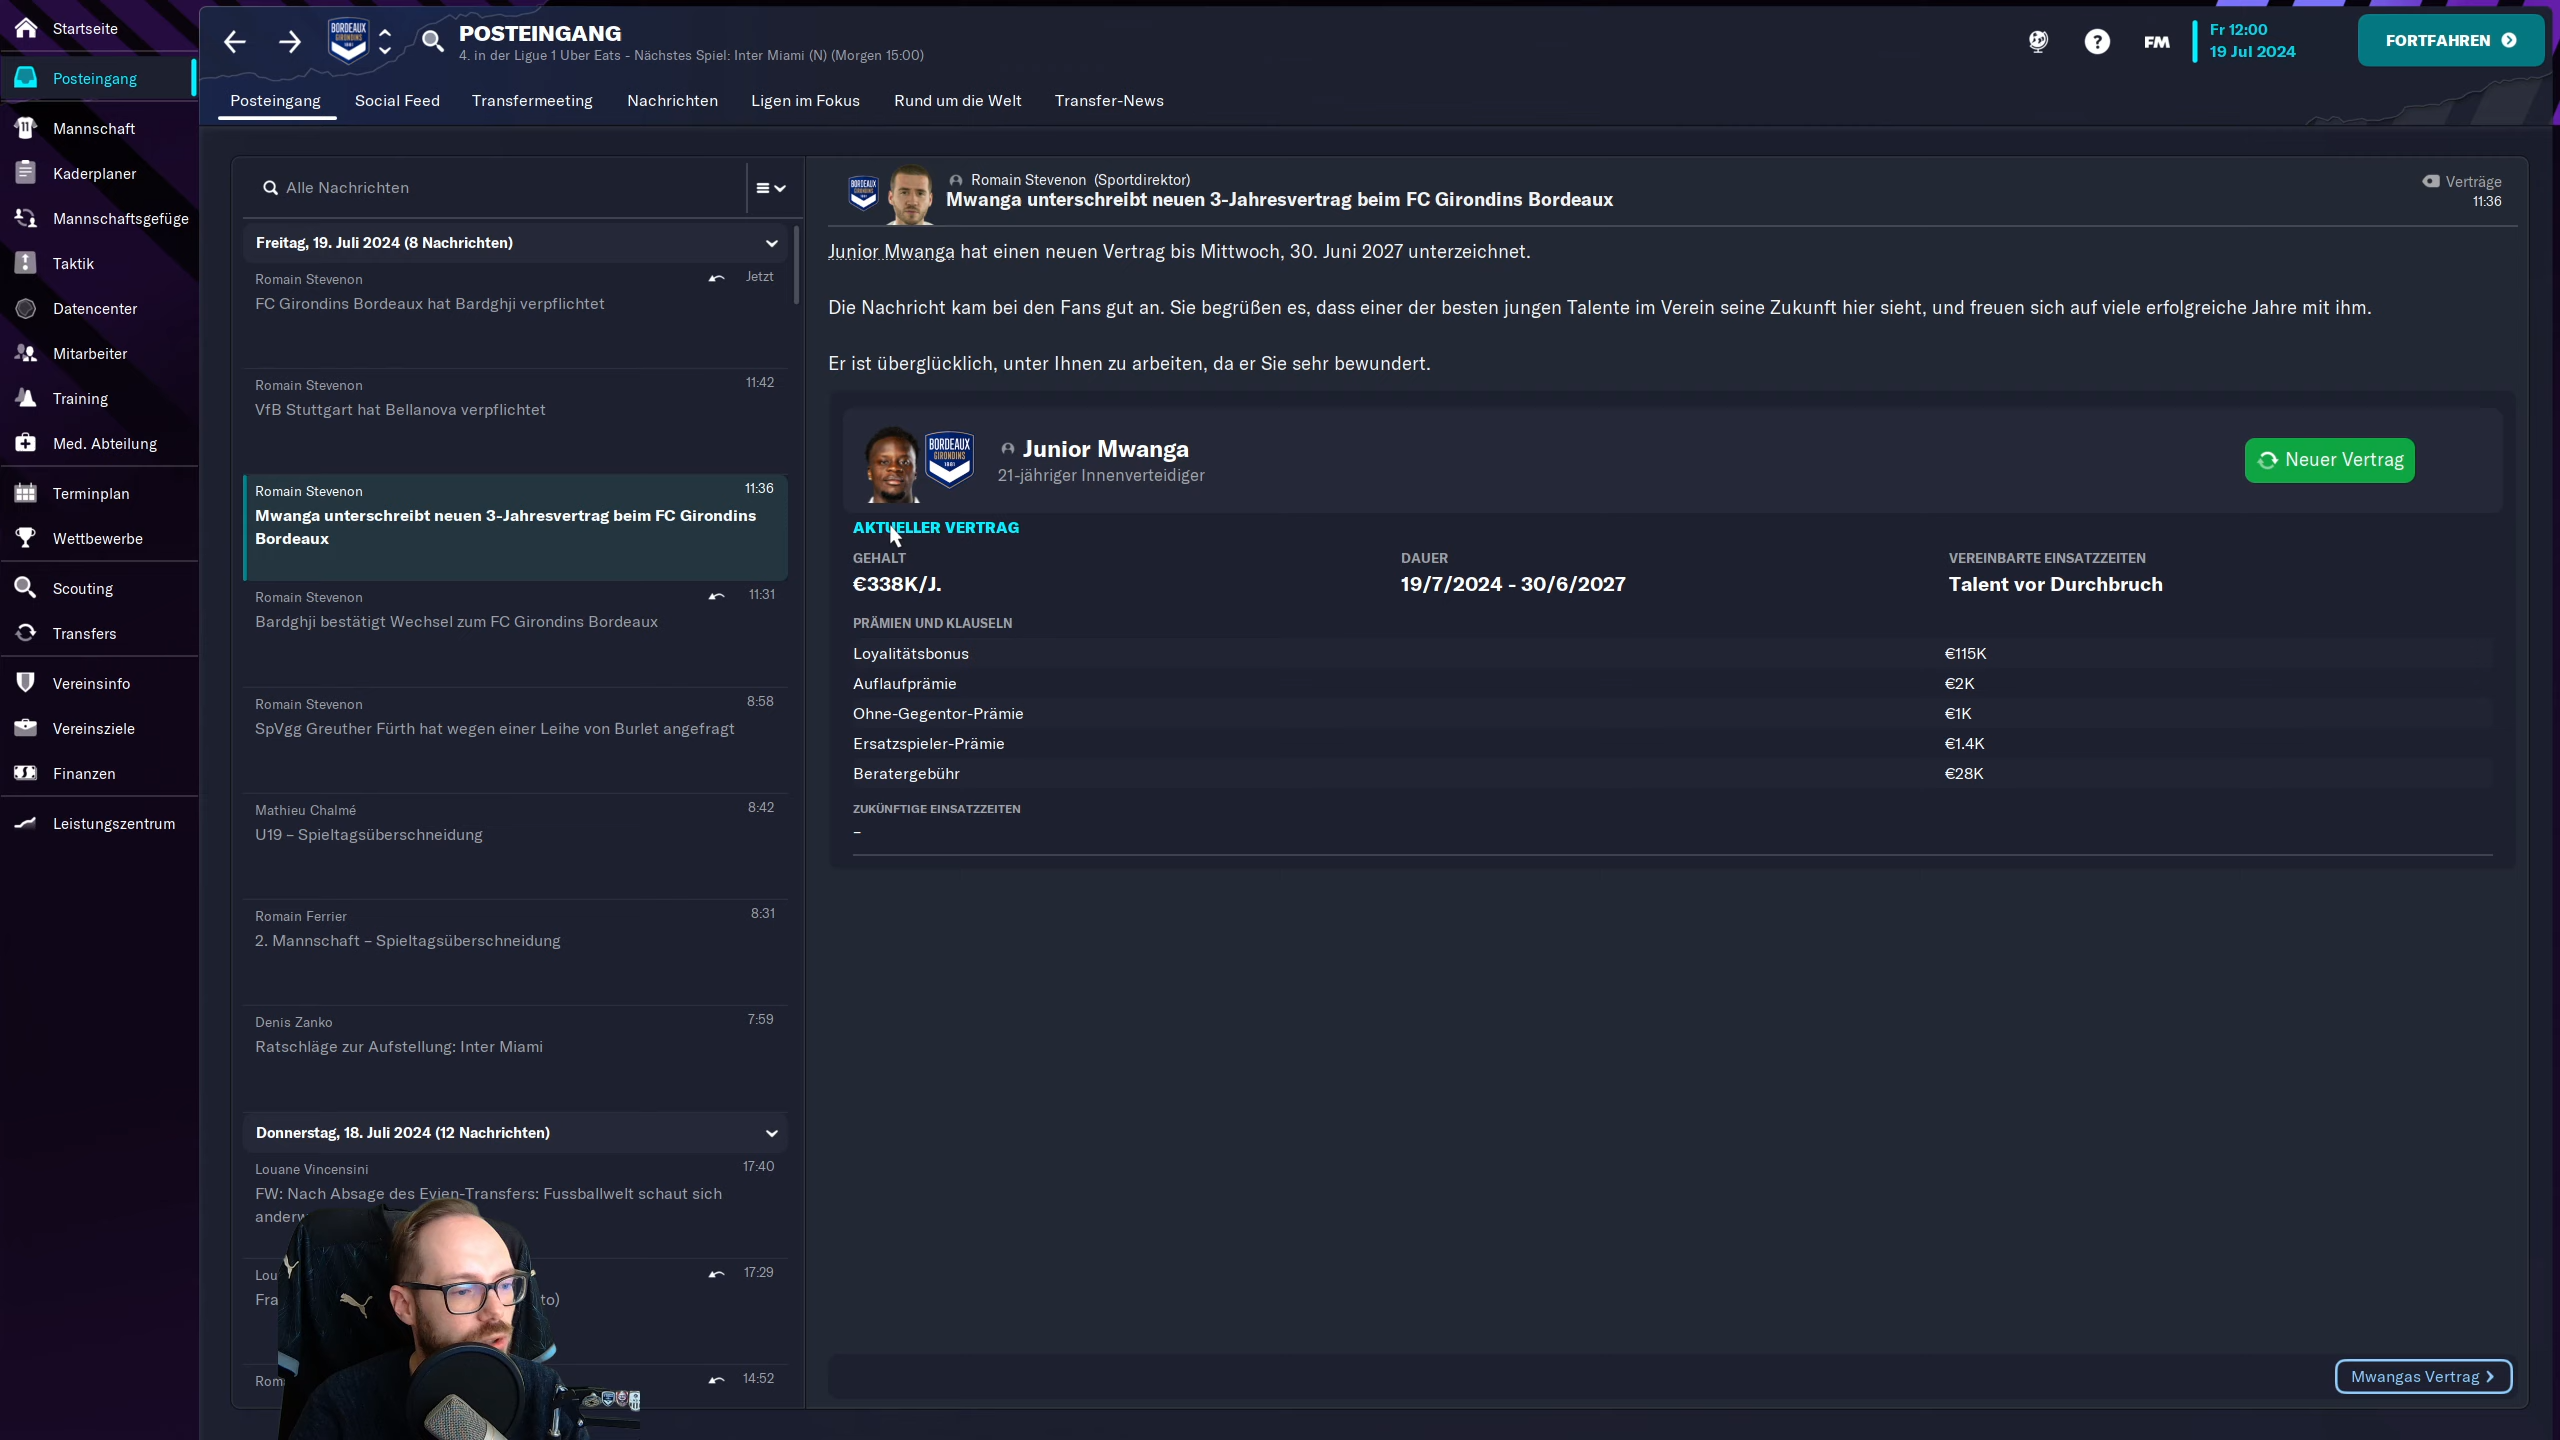 Startseite
Posteingang
Mannschaft
Kaderplaner
Mannschaftsgefüge
Taktik
Datencenter
Mitarbeiter
Training
Med. Abteilung
Terminplan
Wettbewerbe
Scouting
Transfers
Vereinsinfo
Vereinsziele
Finanzen
Leistungszentrum
BORDEAUX
GIRONDINS
POSTEINGANG
4. in der Ligue 1 Uber Eats - Nächstes Spiel: Inter Miami (N) (Morgen 15:00)
?
FM
Fr 12:00
19 Jul 2024
FORTFAHREN
Posteingang
Social Feed
Transfermeeting
Nachrichten
Ligen im Fokus
Rund um die Welt
Transfer-News
Alle Nachrichten
Freitag, 19. Juli 2024 (8 Nachrichten)
Romain Stevenon
Jetzt
FC Girondins Bordeaux hat Bardghji verpflichtet
Romain Stevenon
11:42
VfB Stuttgart hat Bellanova verpflichtet
Romain Stevenon
11:36
Mwanga unterschreibt neuen 3-Jahresvertrag beim FC Girondins
Bordeaux
Romain Stevenon
11:31
Bardghji bestätigt Wechsel zum FC Girondins Bordeaux
Romain Stevenon
8:58
SpVgg Greuther Fürth hat wegen einer Leihe von Burlet angefragt
Mathieu Chalmé
8:42
U19 – Spieltagsüberschneidung
Romain Ferrier
8:31
2. Mannschaft – Spieltagsüberschneidung
Denis Zanko
7:59
Ratschläge zur Aufstellung: Inter Miami
Donnerstag, 18. Juli 2024 (12 Nachrichten)
Louane Vincensini
17:40
FW: Nach Absage des Evien-Transfers: Fussballwelt schaut sich
anderw
Lou
17:29
Fra
to)
Rom
14:52
BORDEAUX
Romain Stevenon (Sportdirektor)
Mwanga unterschreibt neuen 3-Jahresvertrag beim FC Girondins Bordeaux
Verträge
11:36
Junior Mwanga hat einen neuen Vertrag bis Mittwoch, 30. Juni 2027 unterzeichnet.
Die Nachricht kam bei den Fans gut an. Sie begrüßen es, dass einer der besten jungen Talente im Verein seine Zukunft hier sieht, und freuen sich auf viele erfolgreiche Jahre mit ihm.
Er ist überglücklich, unter Ihnen zu arbeiten, da er Sie sehr bewundert.
BORDEAUX
GIRONDINS
Junior Mwanga
21-jähriger Innenverteidiger
Neuer Vertrag
AKTUELLER VERTRAG
GEHALT
€338K/J.
DAUER
19/7/2024 - 30/6/2027
VEREINBARTE EINSATZZEITEN
Talent vor Durchbruch
PRÄMIEN UND KLAUSELN
Loyalitätsbonus
€115K
Auflaufprämie
€2K
Ohne-Gegentor-Prämie
€1K
Ersatzspieler-Prämie
€1.4K
Beratergebühr
€28K
ZUKÜNFTIGE EINSATZZEITEN
–
Mwangas Vertrag